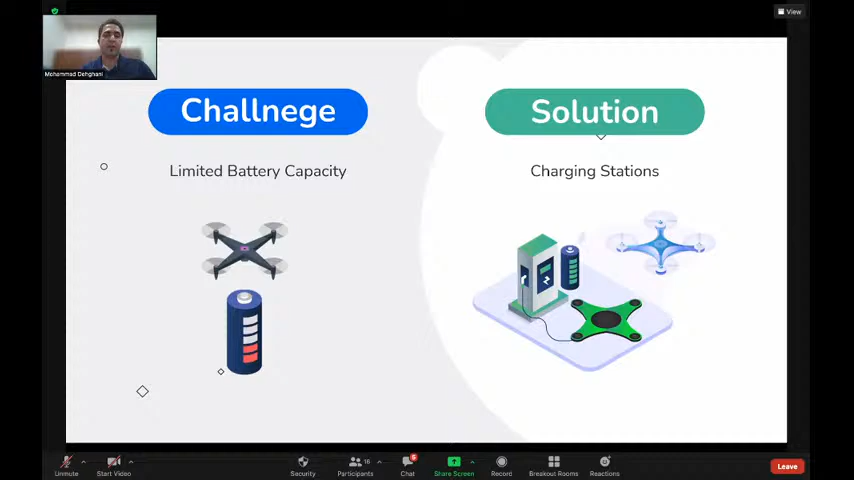 View
Mohammad Dehghani
Challnege
Solution
Limited Battery Capacity
Charging Stations
Unmute
Start Video
Security
Participants
16
Chat
Share Screen
Record
Breakout Rooms
Reactions
Leave